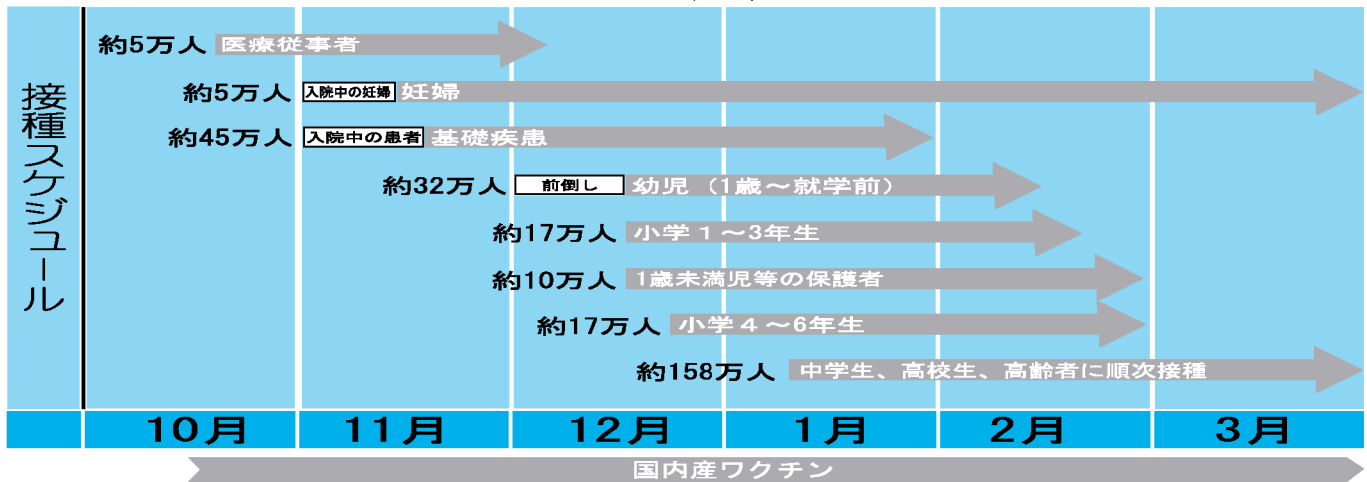 接種スケジュール
約5万人 医療従事者
約5万人 入院中の妊婦 妊婦
約45万人 入院中の患者 基礎疾患
約32万人 前倒し 幼児（1歳～就学前）
約17万人 小学１～3年生
約10万人 1歳未満児等の保護者
約17万人 小学４～6年生
約158万人 中学生、高校生、高齢者に順次接種
10月 11月 12月 1月 2月 3月
国内産ワクチン